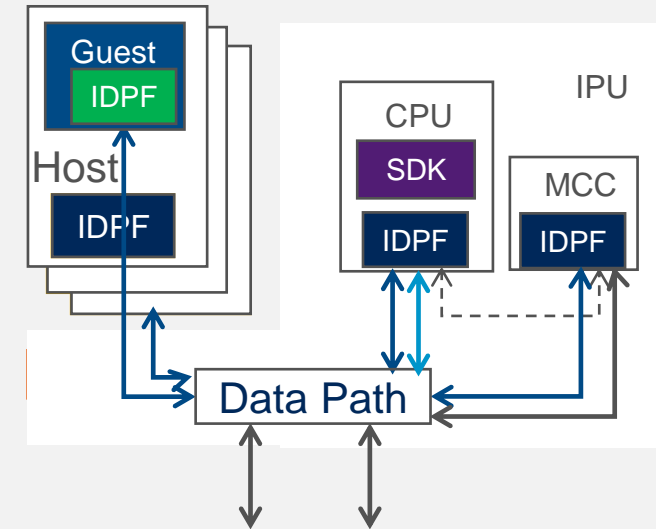 Guest
IDPF
Host
IDPF
CPU
SDK
IDPF
IPU
MCC
IDPF
Data Path